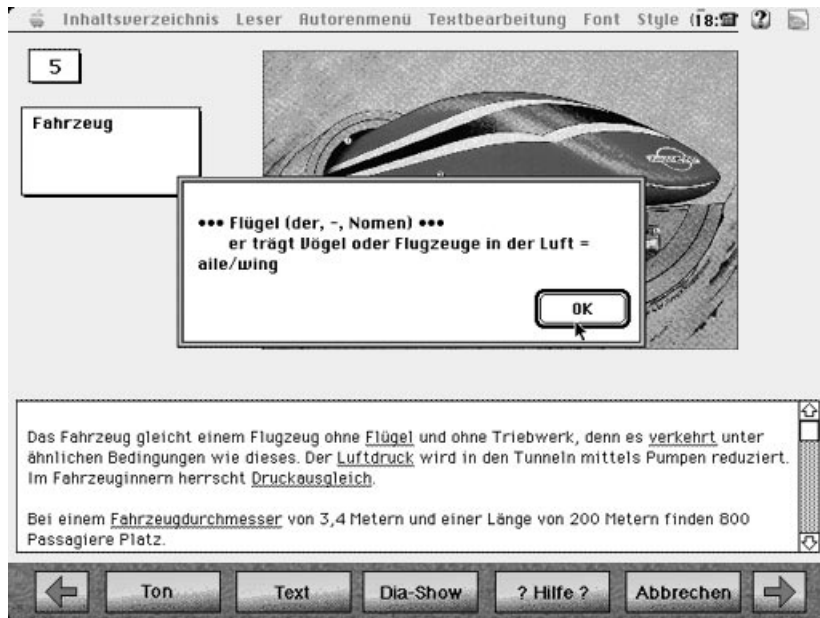 Inhaltsverzeichnis Leser Autorenmenü Textbearbeitung Font Style (18:
5
Fahrzeug
••• Flügel (der, -, Nomen) •••
er trägt Vögel oder Flugzeuge in der Luft =
aile/wing
OK
Das Fahrzeug gleicht einem Flugzeug ohne Flügel und ohne Triebwerk, denn es verkehrt unter
ähnlichen Bedingungen wie dieses. Der Luftdruck wird in den Tunneln mittels Pumpen reduziert.
Im Fahrzeuginnern herrscht Druckausgleich.
Bei einem Fahrzeugdurchmesser von 3,4 Metern und einer Länge von 200 Metern finden 800
Passagiere Platz.
Ton Text Dia-Show ? Hilfe ? Abbrechen